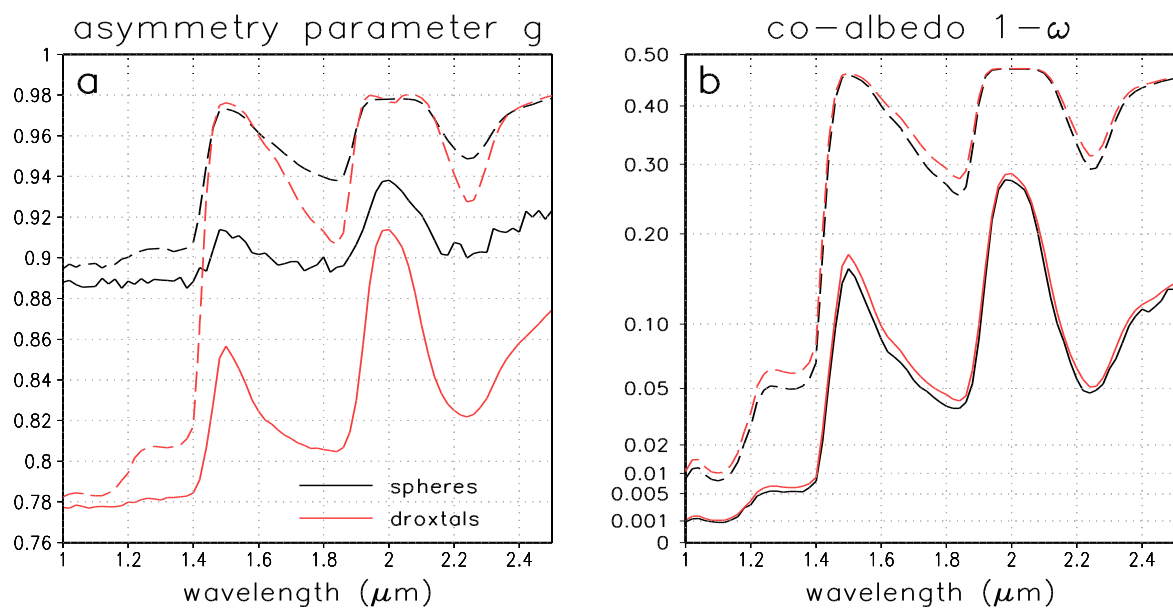 asymmetry parameter g
a
1
0.98
0.96
0.94
0.92
0.9
0.88
0.86
0.84
0.82
0.8
0.78
0.76
1 1.2 1.4 1.6 1.8 2 2.2 2.4
wavelength (μm)
spheres
droxtals
co-albedo 1-ω
b
0.50
0.40
0.30
0.20
0.10
0.05
0.02
0.01
0.005
0.001
0
1 1.2 1.4 1.6 1.8 2 2.2 2.4
wavelength (μm)